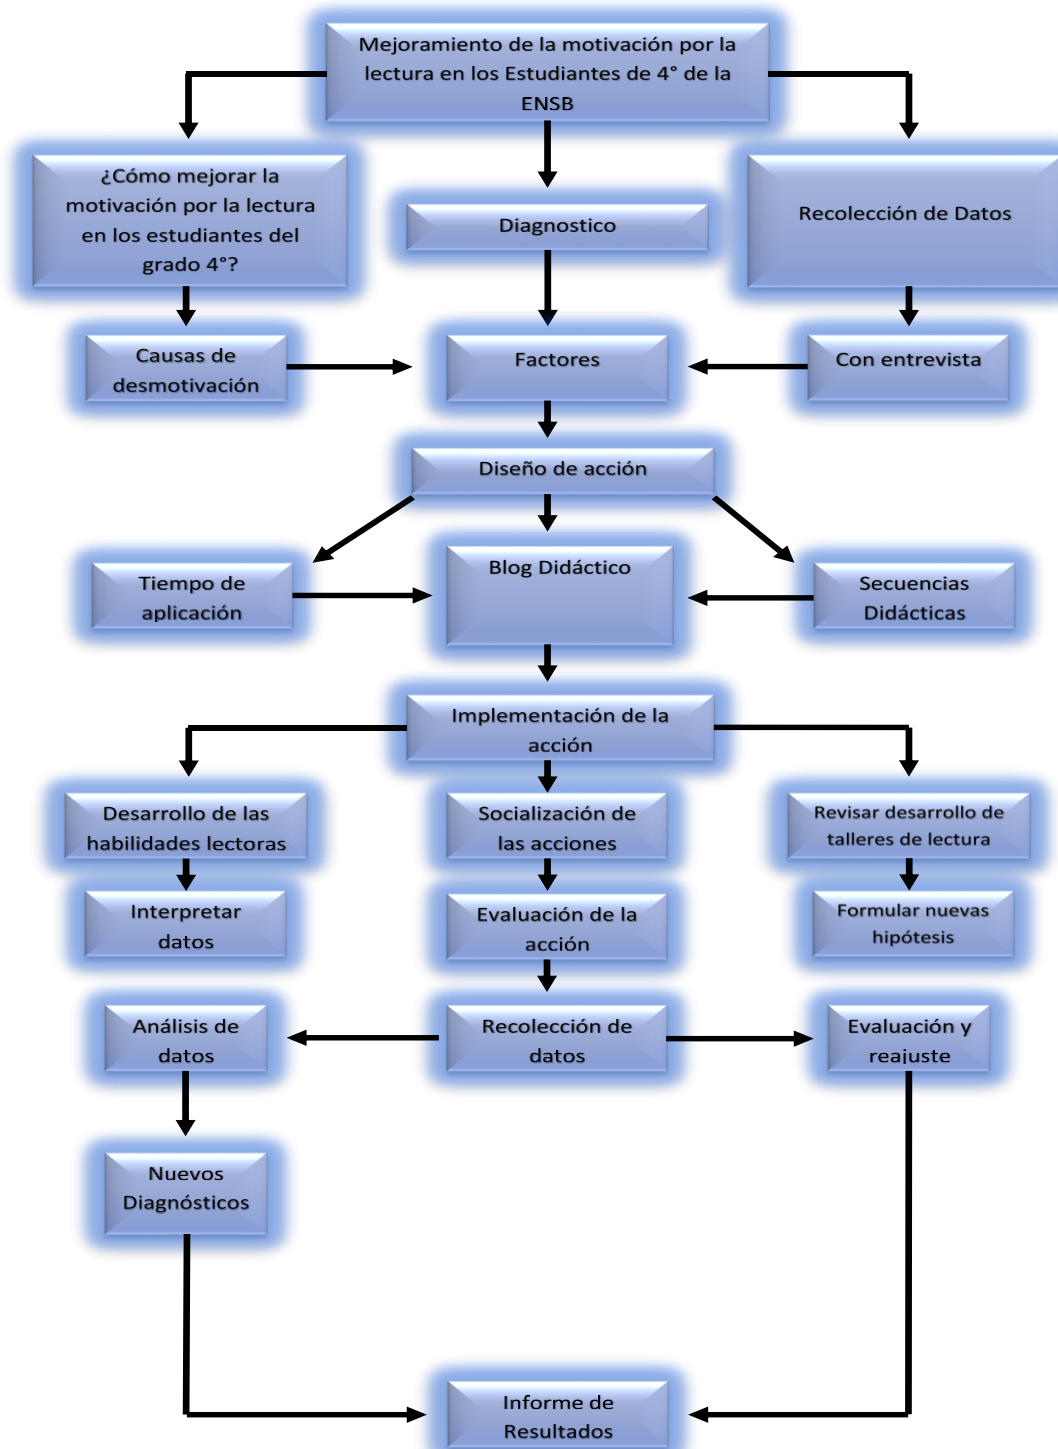 Mejoramiento de la motivación por la
lectura en los Estudiantes de 4° de la
ENSB
¿Cómo mejorar la
motivación por la lectura
en los estudiantes del
grado 4°?
Diagnostico
Recolección de Datos
Causas de
desmotivación
Factores
Con entrevista
Diseño de acción
Tiempo de
aplicación
Blog Didáctico
Secuencias
Didácticas
Implementación de la
acción
Desarrollo de las
habilidades lectoras
Socialización de
las acciones
Revisar desarrollo de
talleres de lectura
Interpretar
datos
Evaluación de la
acción
Formular nuevas
hipótesis
Análisis de
datos
Recolección de
datos
Evaluación y
reajuste
Nuevos
Diagnósticos
Informe de
Resultados